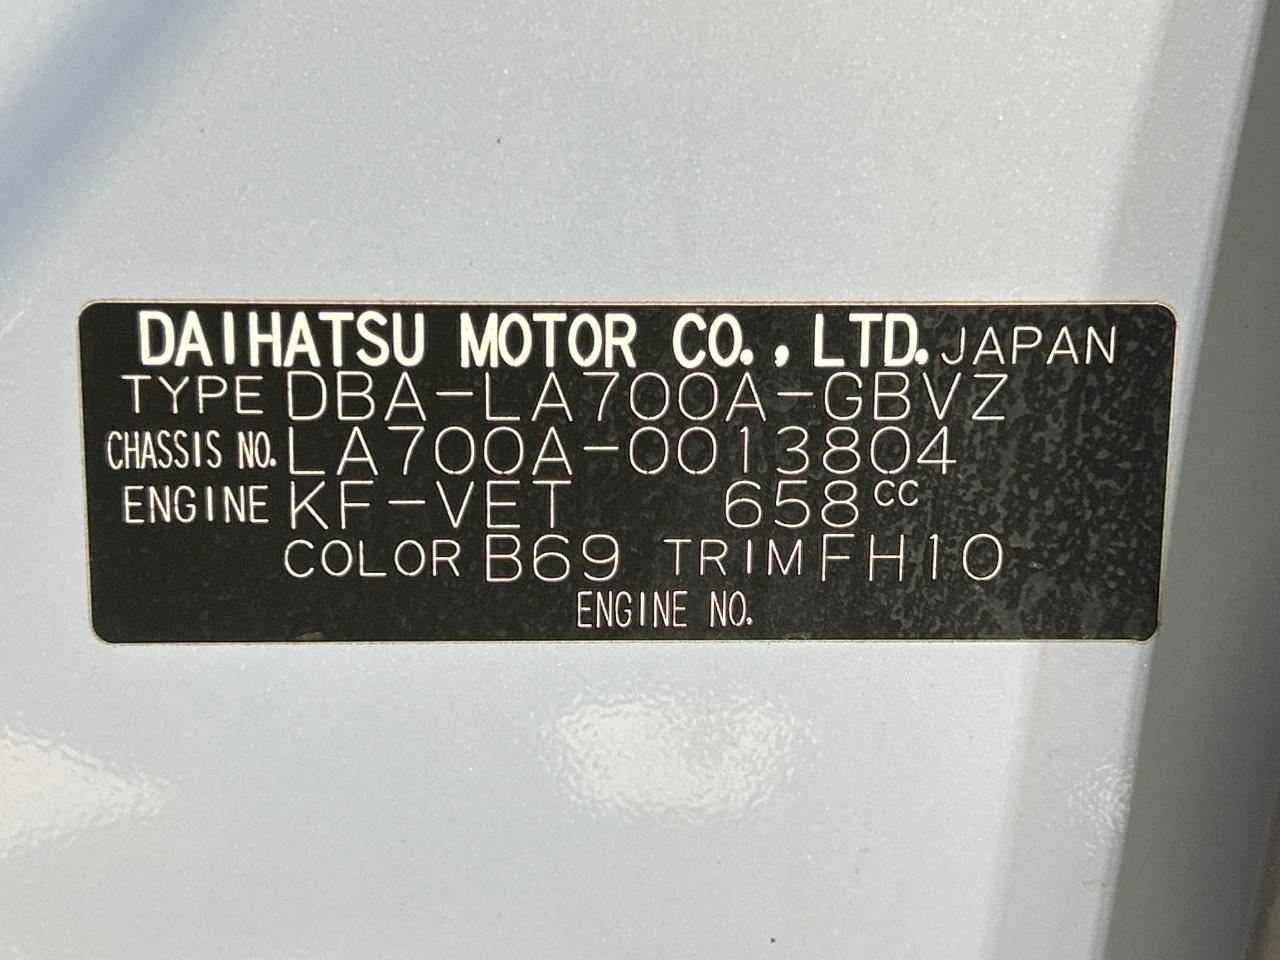 DAIHATSU MOTOR CO., LTD. JAPAN
TYPE DBA-LA700A-GBVZ
CHASSIS NO. LA700A-0013804
ENGINE KF-VET 658cc
COLOR B69 TRIM FH10
ENGINE NO.